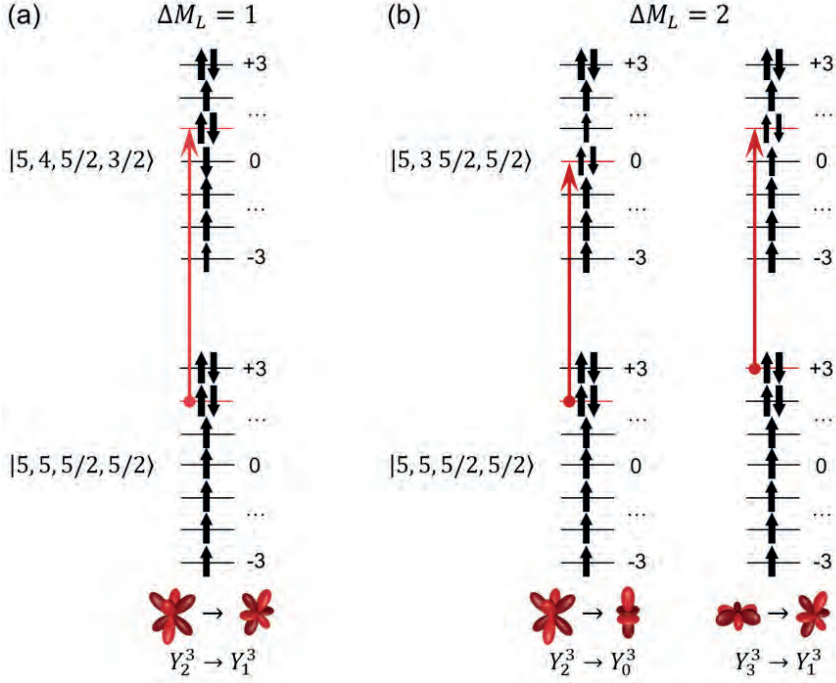 (a) ΔM_L = 1
+3
...
|5, 4, 5/2, 3/2⟩ 0
...
-3
+3
...
|5, 5, 5/2, 5/2⟩ 0
...
-3
→
Y_2^3 → Y_1^3
(b) ΔM_L = 2
+3 +3
... ...
|5, 3 5/2, 5/2⟩ 0 0
... ...
-3 -3
+3 +3
... ...
|5, 5, 5/2, 5/2⟩ 0 0
... ...
-3 -3
→ →
Y_2^3 → Y_0^3 Y_3^3 → Y_1^3